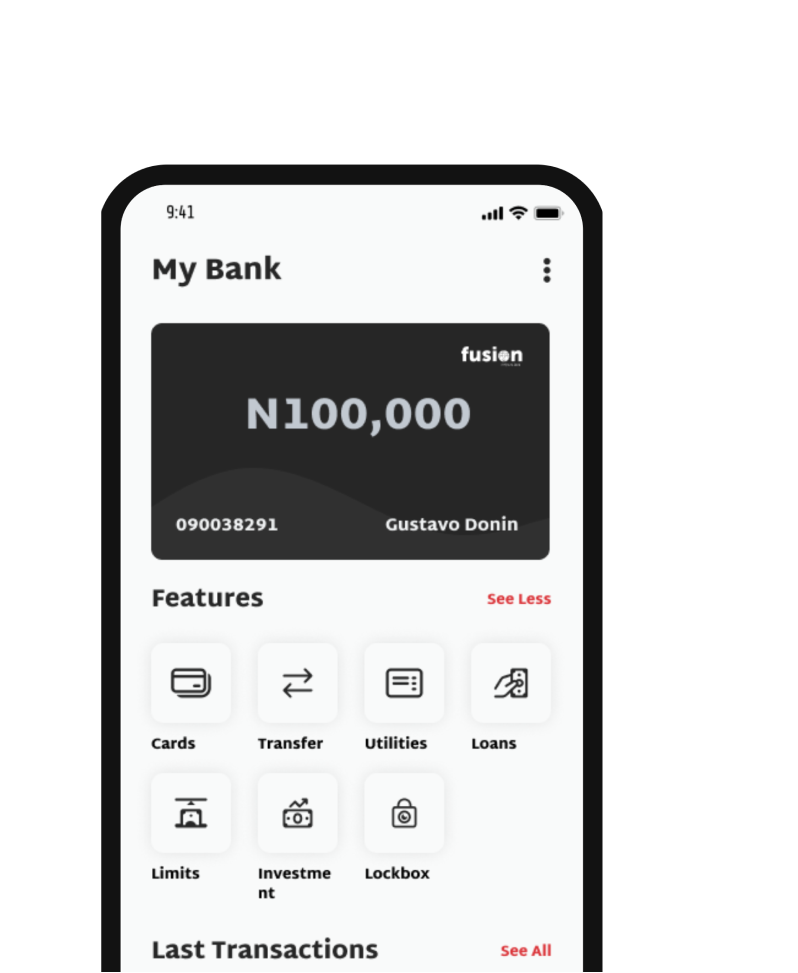 9:41
My Bank
fusion
N100,000
090038291 Gustavo Donin
Features See Less
Cards Transfer Utilities Loans
Limits Investme Lockbox
nt
Last Transactions See All